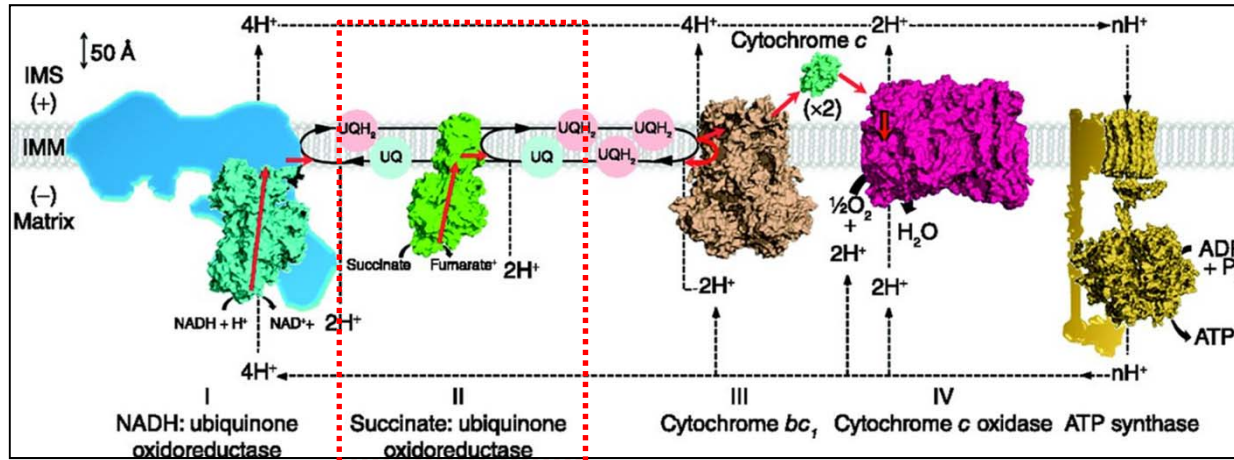 4H⁺
4H⁺
2H⁺
nH⁺
50 Å
Cytochrome c
IMS
(+)
(×2)
UQH₂
UQH₂
UQH₂
IMM
UQ
UQ
UQH₂
(−)
Matrix
½O₂
+
2H⁺
H₂O
Succinate
Fumarate⁺
2H⁺
2H⁺
2H⁺
ADP
+ P
NADH + H⁺
NAD⁺+
2H⁺
ATP
4H⁺
nH⁺
I
II
III
IV
NADH: ubiquinone
oxidoreductase
Succinate: ubiquinone
oxidoreductase
Cytochrome bc₁
Cytochrome c oxidase
ATP synthase